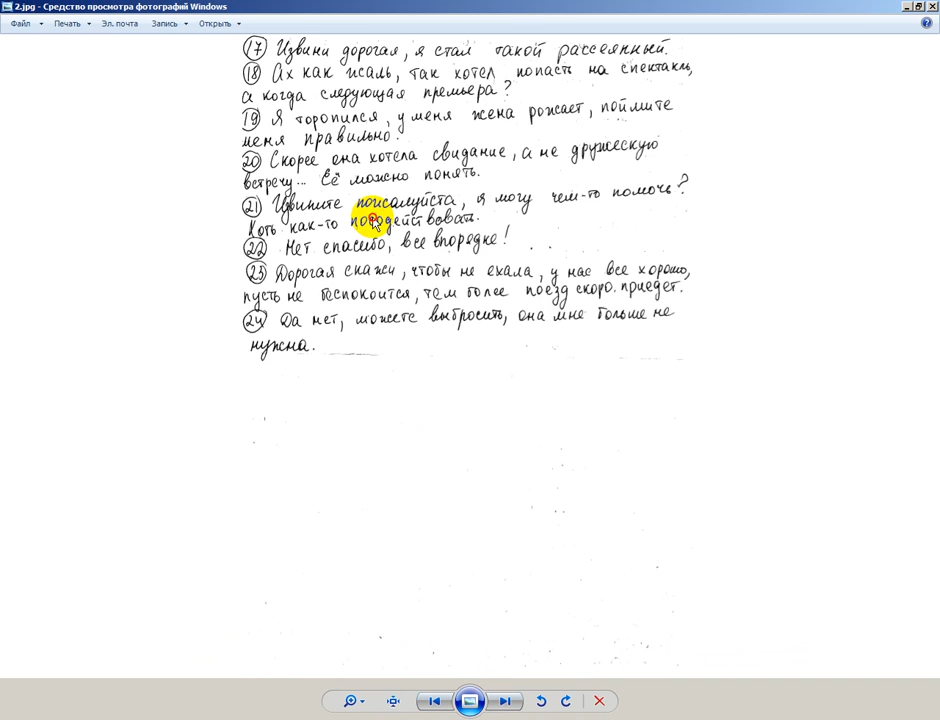 2.jpg - Средство просмотра фотографий Windows
Файл Печать Эл. почта Запись Открыть
17 Извини дорогая, я стал такой рассеянный.
18 Ах как жаль, так хотел попасть на спектакль,
а когда следующая премьера?
19 Я торопился, у меня жена рожает, поймите
меня правильно.
20 Скорее она хотела свидание, а не дружескую
встречу... Её можно понять.
21 Извините пожалуйста, я могу чем-то помочь?
Хоть как-то
22 Нет спасибо, все впорядке!
23 Дорогая скажи, чтобы не ехала, у нас все хорошо,
пусть не беспокоится, тем более поезд скоро приедет.
24 Да нет, можете выбросить, она мне больше не
нужна.